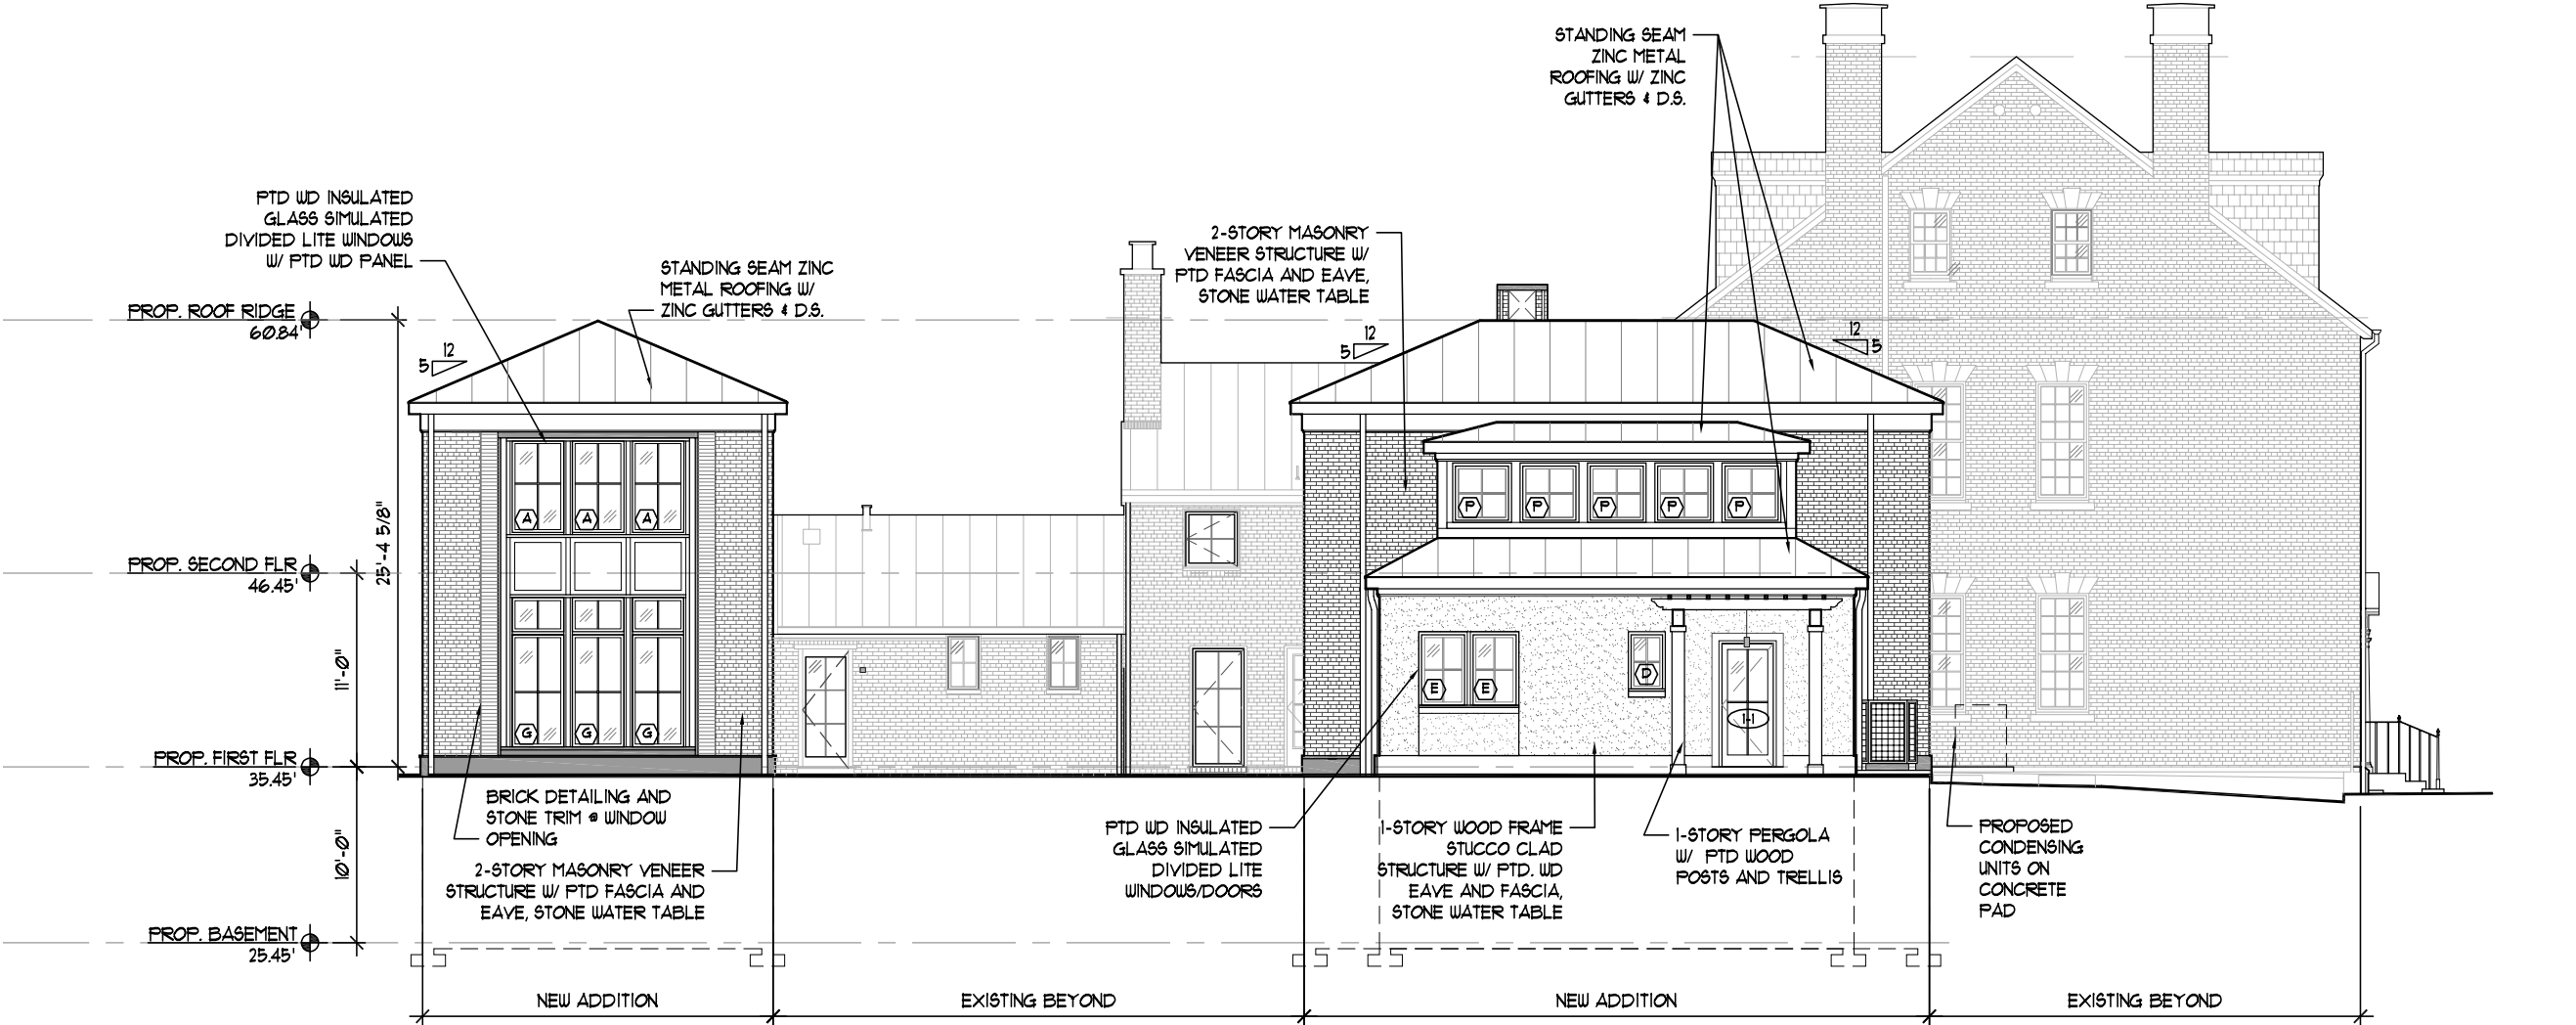 STANDING SEAM
ZINC METAL
ROOFING W/ ZINC
GUTTERS & D.S.
PTD WD INSULATED
GLASS SIMULATED
DIVIDED LITE WINDOWS
W/ PTD WD PANEL
2-STORY MASONRY
VENEER STRUCTURE W/
PTD FASCIA AND EAVE,
STONE WATER TABLE
STANDING SEAM ZINC
METAL ROOFING W/
ZINC GUTTERS & D.S.
PROP. ROOF RIDGE
60.84'
12
5
12
5
12
5
A
A
A
P
P
P
P
P
25'-4 5/8"
PROP. SECOND FLR
46.45'
11'-0"
E
E
D
1-1
G
G
G
PROP. FIRST FLR
35.45'
10'-0"
BRICK DETAILING AND
STONE TRIM @ WINDOW
OPENING
2-STORY MASONRY VENEER
STRUCTURE W/ PTD FASCIA AND
EAVE, STONE WATER TABLE
PTD WD INSULATED
GLASS SIMULATED
DIVIDED LITE
WINDOWS/DOORS
1-STORY WOOD FRAME
STUCCO CLAD
STRUCTURE W/ PTD. WD
EAVE AND FASCIA,
STONE WATER TABLE
1-STORY PERGOLA
W/ PTD WOOD
POSTS AND TRELLIS
PROPOSED
CONDENSING
UNITS ON
CONCRETE
PAD
PROP. BASEMENT
25.45'
NEW ADDITION
EXISTING BEYOND
NEW ADDITION
EXISTING BEYOND